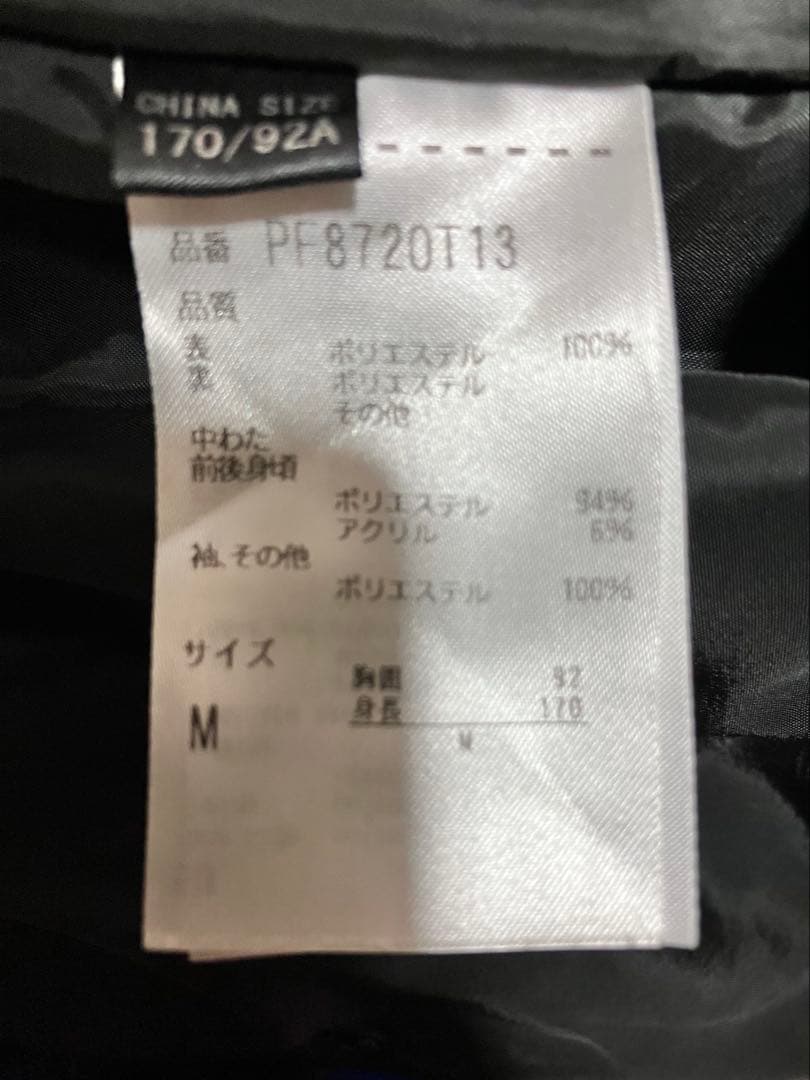 CHINA SIZE
170/92A
品番 PF8720T13
品質
表 ポリエステル 100%
裏 ポリエステル
その他
中わた
前後身頃
ポリエステル 94%
アクリル 6%
袖、その他
ポリエステル 100%
サイズ
胸囲 92
身長 170
M
M